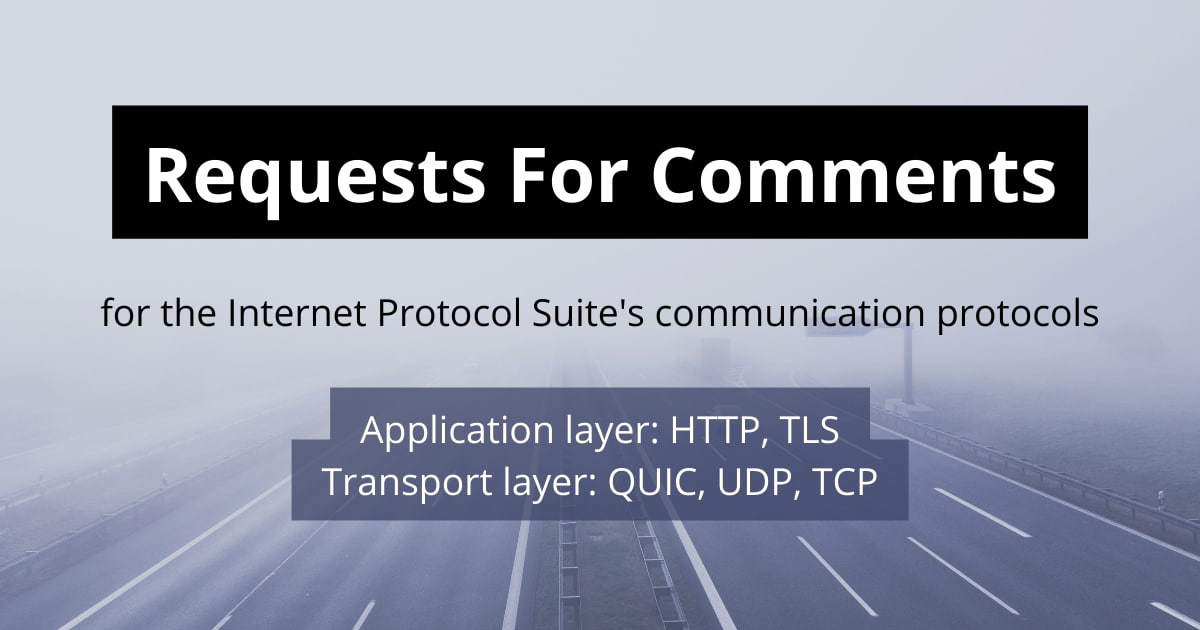 Requests For Comments
for the Internet Protocol Suite's communication protocols
Application layer: HTTP, TLS
Transport layer: QUIC, UDP, TCP